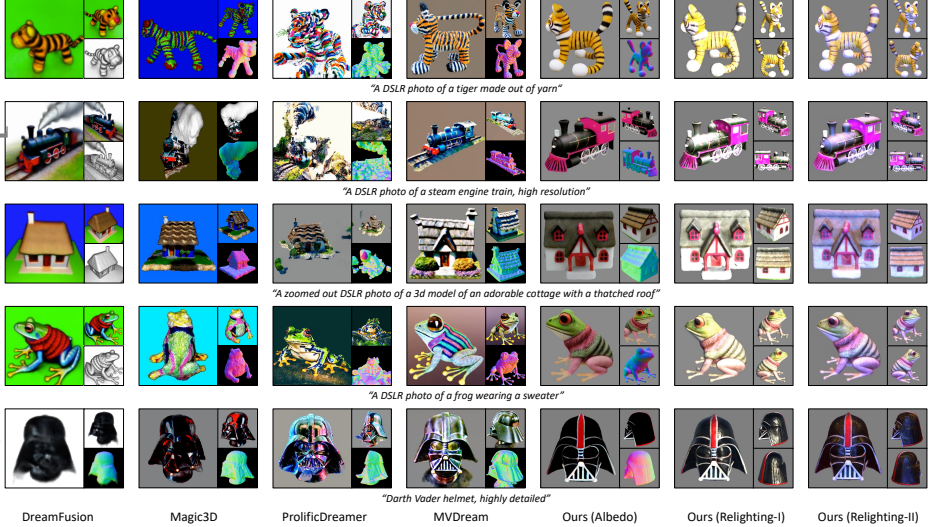 “A DSLR photo of a tiger made out of yarn”
“A DSLR photo of a steam engine train, high resolution”
“A zoomed out DSLR photo of a 3d model of an adorable cottage with a thatched roof”
“A DSLR photo of a frog wearing a sweater”
“Darth Vader helmet, highly detailed”
DreamFusion Magic3D ProlificDreamer MVDream Ours (Albedo) Ours (Relighting-I) Ours (Relighting-II)